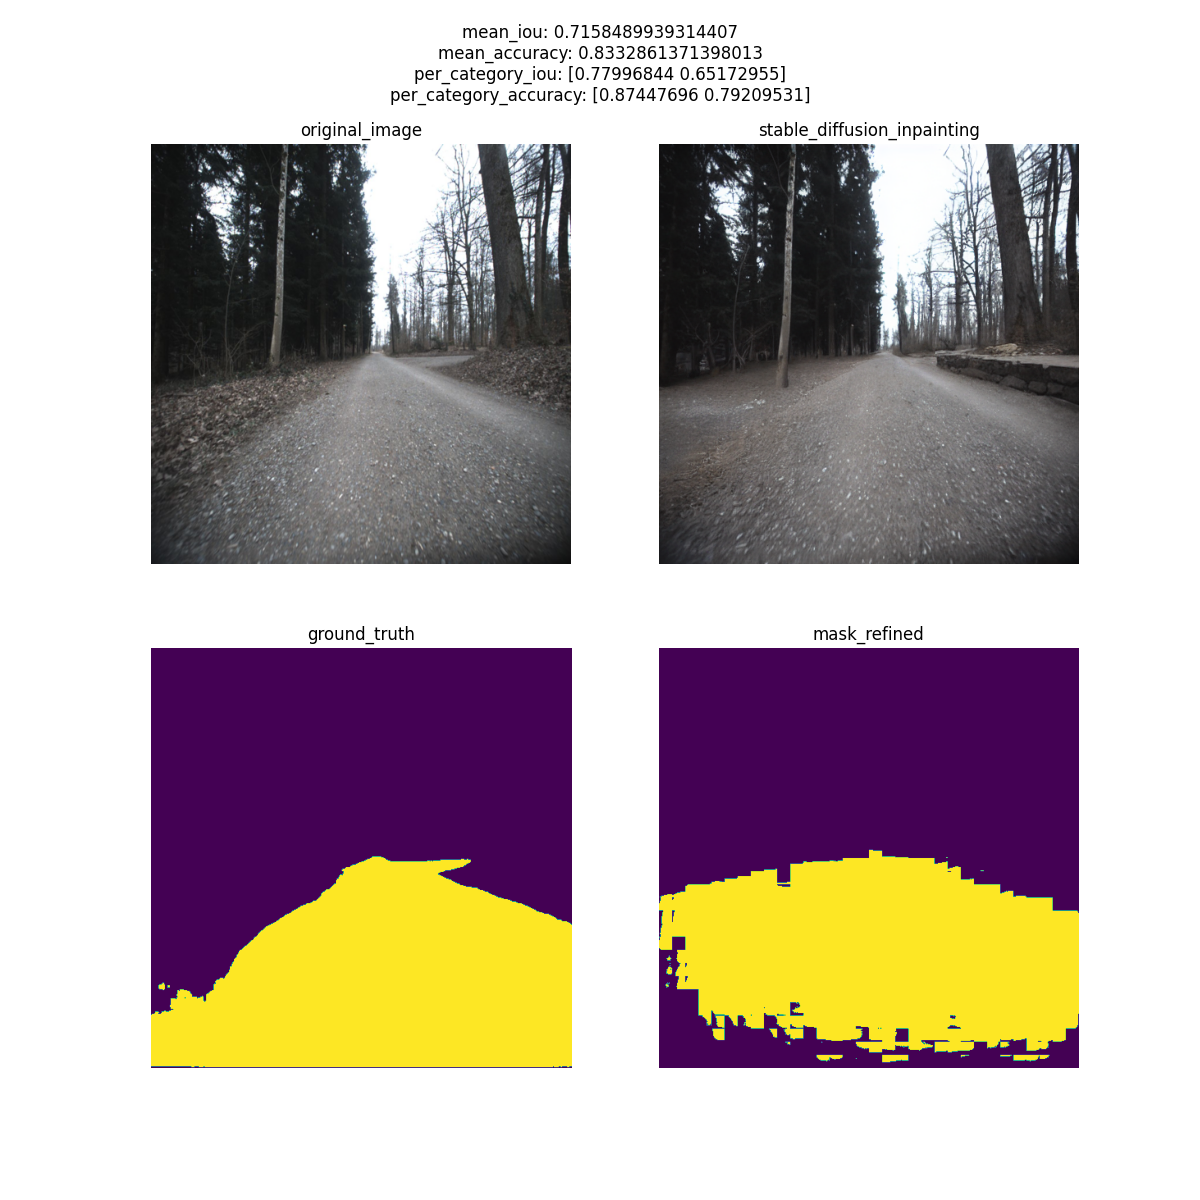 mean_iou: 0.7158489939314407
mean_accuracy: 0.8332861371398013
per_category_iou: [0.77996844 0.65172955]
per_category_accuracy: [0.87447696 0.79209531]
original_image
stable_diffusion_inpainting
ground_truth
mask_refined